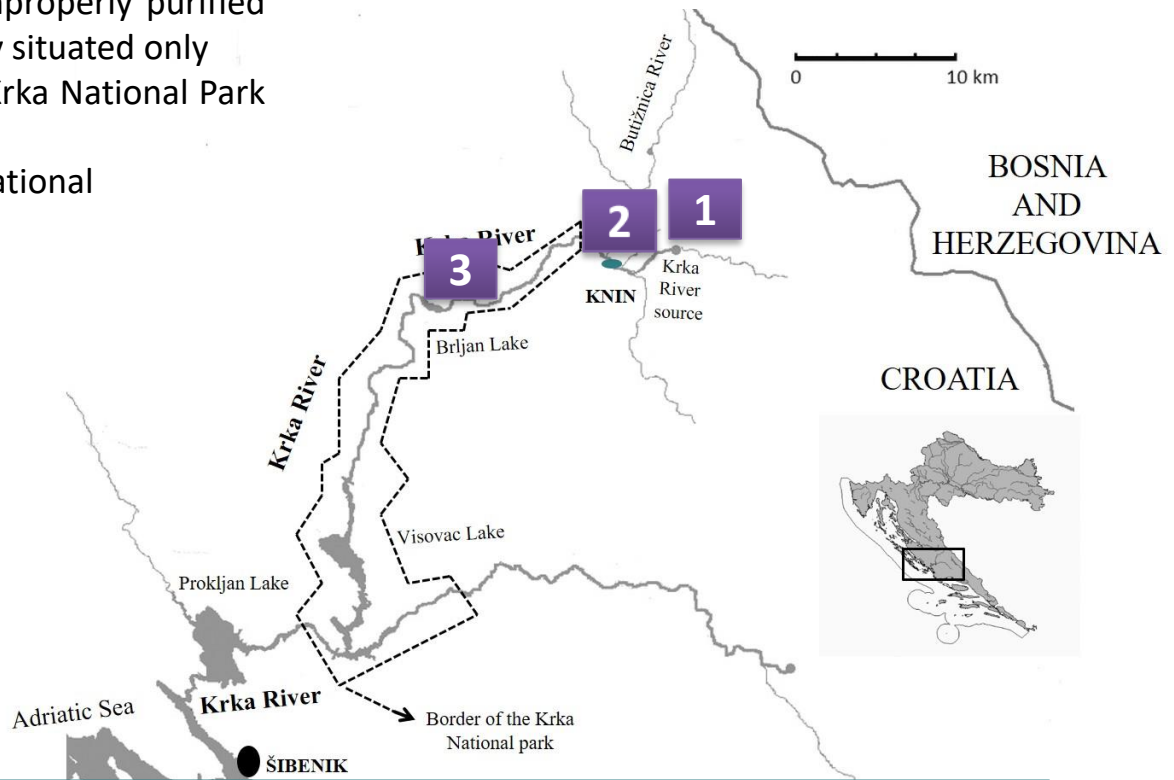 properly purified
y situated only
Krka National Park
ational
0
10 km
Butižnica River
BOSNIA
AND
HERZEGOVINA
1
2
3
River
Krka
River
source
KNIN
Brljan Lake
CROATIA
Krka River
Visovac Lake
Prokljan Lake
Krka River
Adriatic Sea
Border of the Krka
National park
ŠIBENIK